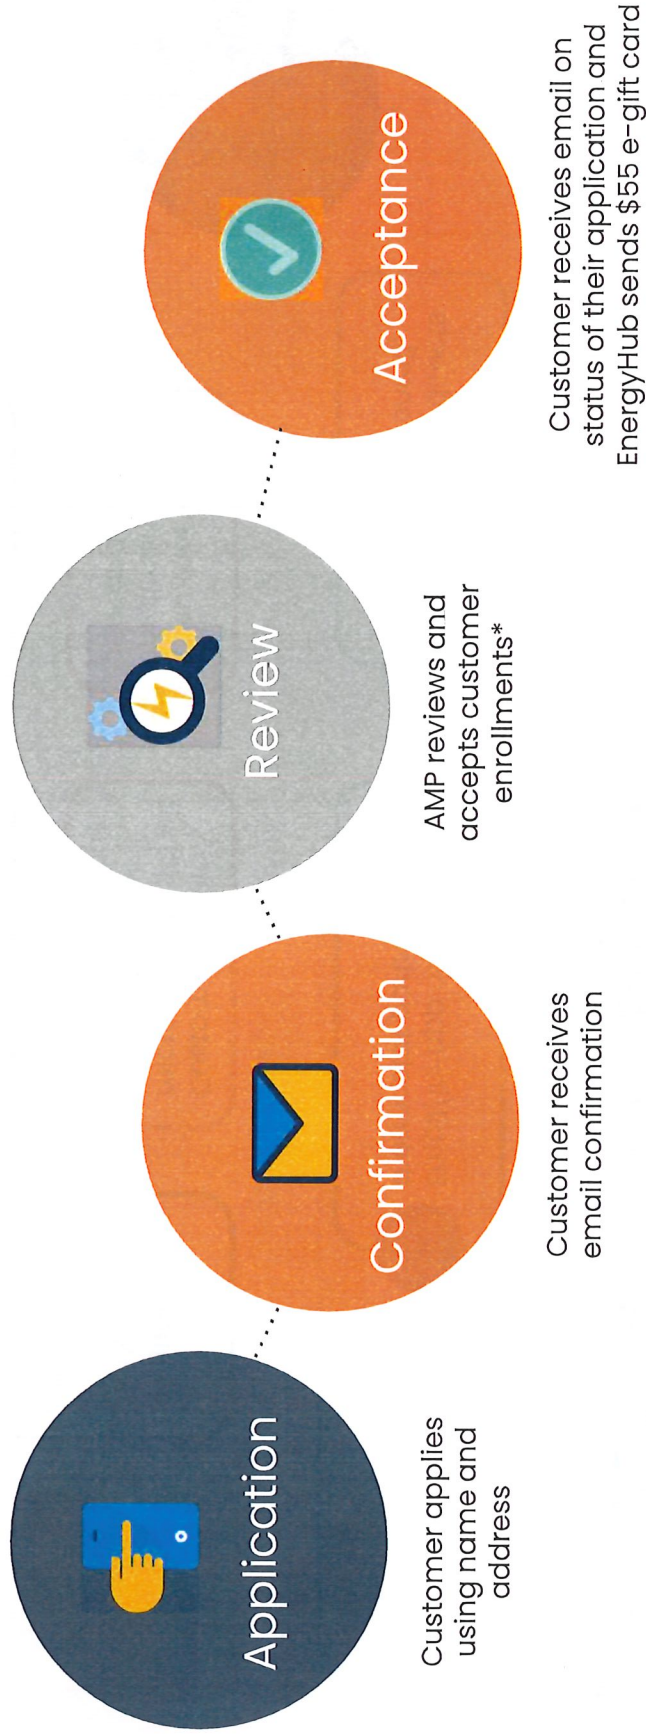 Application
Customer applies
using name and
address
Confirmation
Customer receives
email confirmation
Review
AMP reviews and
accepts customer
enrollments*
Acceptance
Customer receives email on
status of their application and
EnergyHub sends $55 e-gift card